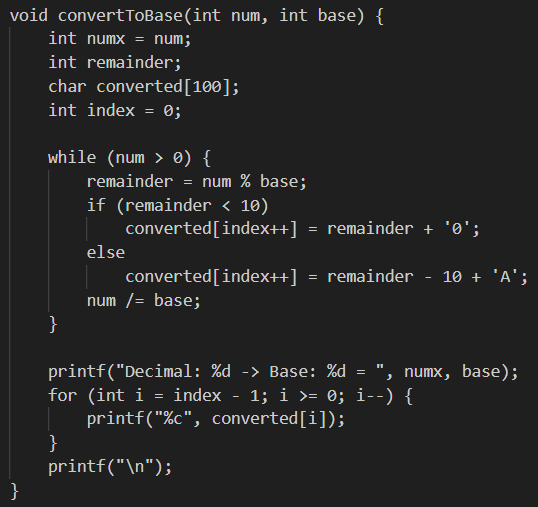 void convertToBase(int num, int base) {
    int numx = num;
    int remainder;
    char converted[100];
    int index = 0;

    while (num > 0) {
        remainder = num % base;
        if (remainder < 10)
            converted[index++] = remainder + '0';
        else
            converted[index++] = remainder - 10 + 'A';
        num /= base;
    }

    printf("Decimal: %d -> Base: %d = ", numx, base);
    for (int i = index - 1; i >= 0; i--) {
        printf("%c", converted[i]);
    }
    printf("\n");
}